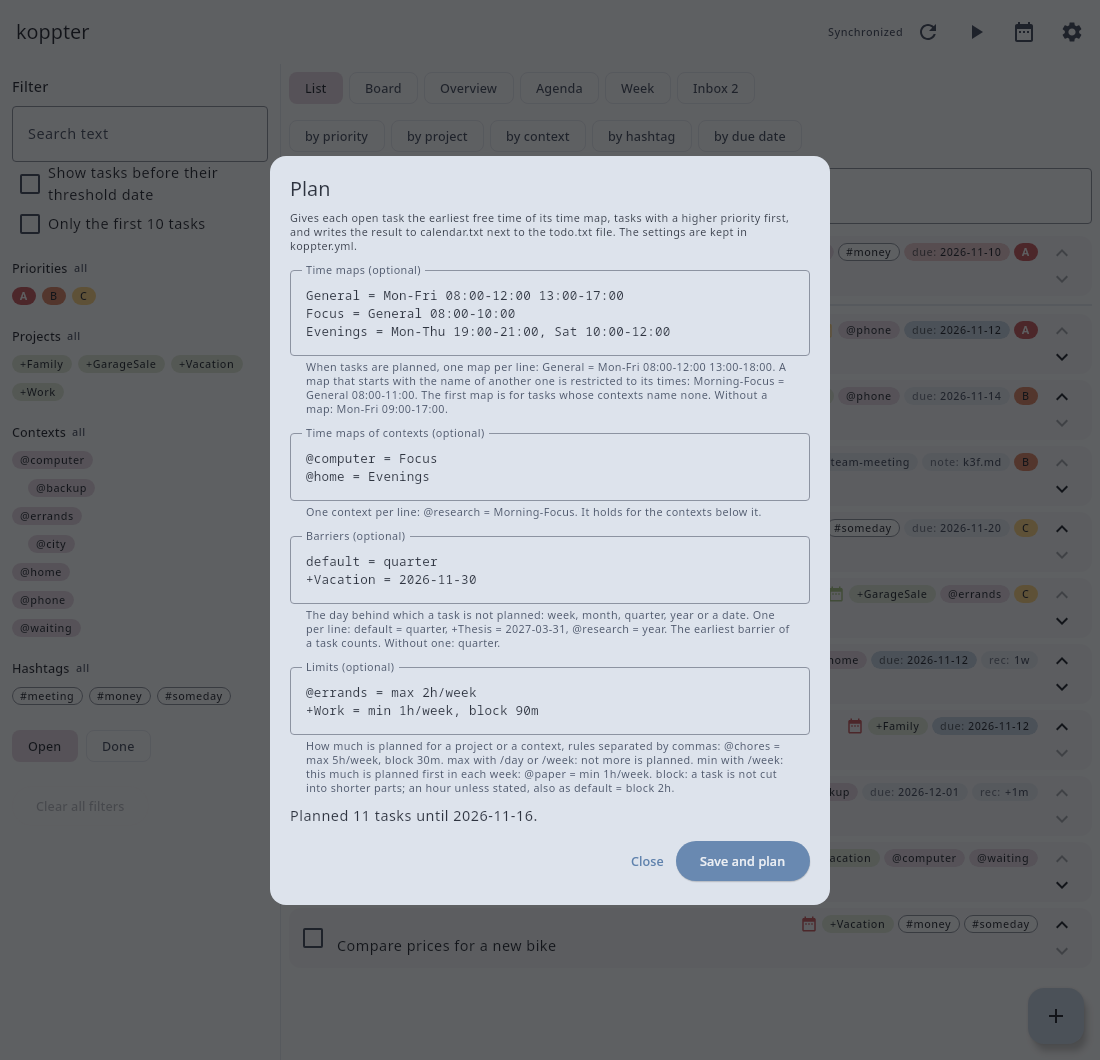 koppter
Synchronized
Filter
Search text
Show tasks before their
threshold date
Only the first 10 tasks
Priorities all
A B C
Projects all
+Family +GarageSale +Vacation
+Work
Contexts all
@computer
@backup
@errands
@city
@home
@phone
@waiting
Hashtags all
#meeting #money #someday
Open Done
Clear all filters
List Board Overview Agenda Week Inbox 2
by priority by project by context by hashtag by due date
Plan
Gives each open task the earliest free time of its time map, tasks with a higher priority first,
and writes the result to calendar.txt next to the todo.txt file. The settings are kept in
koppter.yml.
Time maps (optional)
General = Mon-Fri 08:00-12:00 13:00-17:00
Focus = General 08:00-10:00
Evenings = Mon-Thu 19:00-21:00, Sat 10:00-12:00
When tasks are planned, one map per line: General = Mon-Fri 08:00-12:00 13:00-18:00. A
map that starts with the name of another one is restricted to its times: Morning-Focus =
General 08:00-11:00. The first map is for tasks whose contexts name none. Without a
map: Mon-Fri 09:00-17:00.
Time maps of contexts (optional)
@computer = Focus
@home = Evenings
One context per line: @research = Morning-Focus. It holds for the contexts below it.
Barriers (optional)
default = quarter
+Vacation = 2026-11-30
The day behind which a task is not planned: week, month, quarter, year or a date. One
per line: default = quarter, +Thesis = 2027-03-31, @research = year. The earliest barrier of
a task counts. Without one: quarter.
Limits (optional)
@errands = max 2h/week
+Work = min 1h/week, block 90m
How much is planned for a project or a context, rules separated by commas: @chores =
max 5h/week, block 30m. max with /day or /week: not more is planned. min with /week:
this much is planned first in each week: @paper = min 1h/week. block: a task is not cut
into shorter parts; an hour unless stated, also as default = block 2h.
Planned 11 tasks until 2026-11-16.
Close Save and plan
#money due: 2026-11-10 A
@phone due: 2026-11-12 A
@phone due: 2026-11-14 B
team-meeting note: k3f.md B
#someday due: 2026-11-20 C
+GarageSale @errands C
ome due: 2026-11-12 rec: 1w
+Family due: 2026-11-12
kup due: 2026-12-01 rec: +1m
acation @computer @waiting
+Vacation #money #someday
Compare prices for a new bike
+